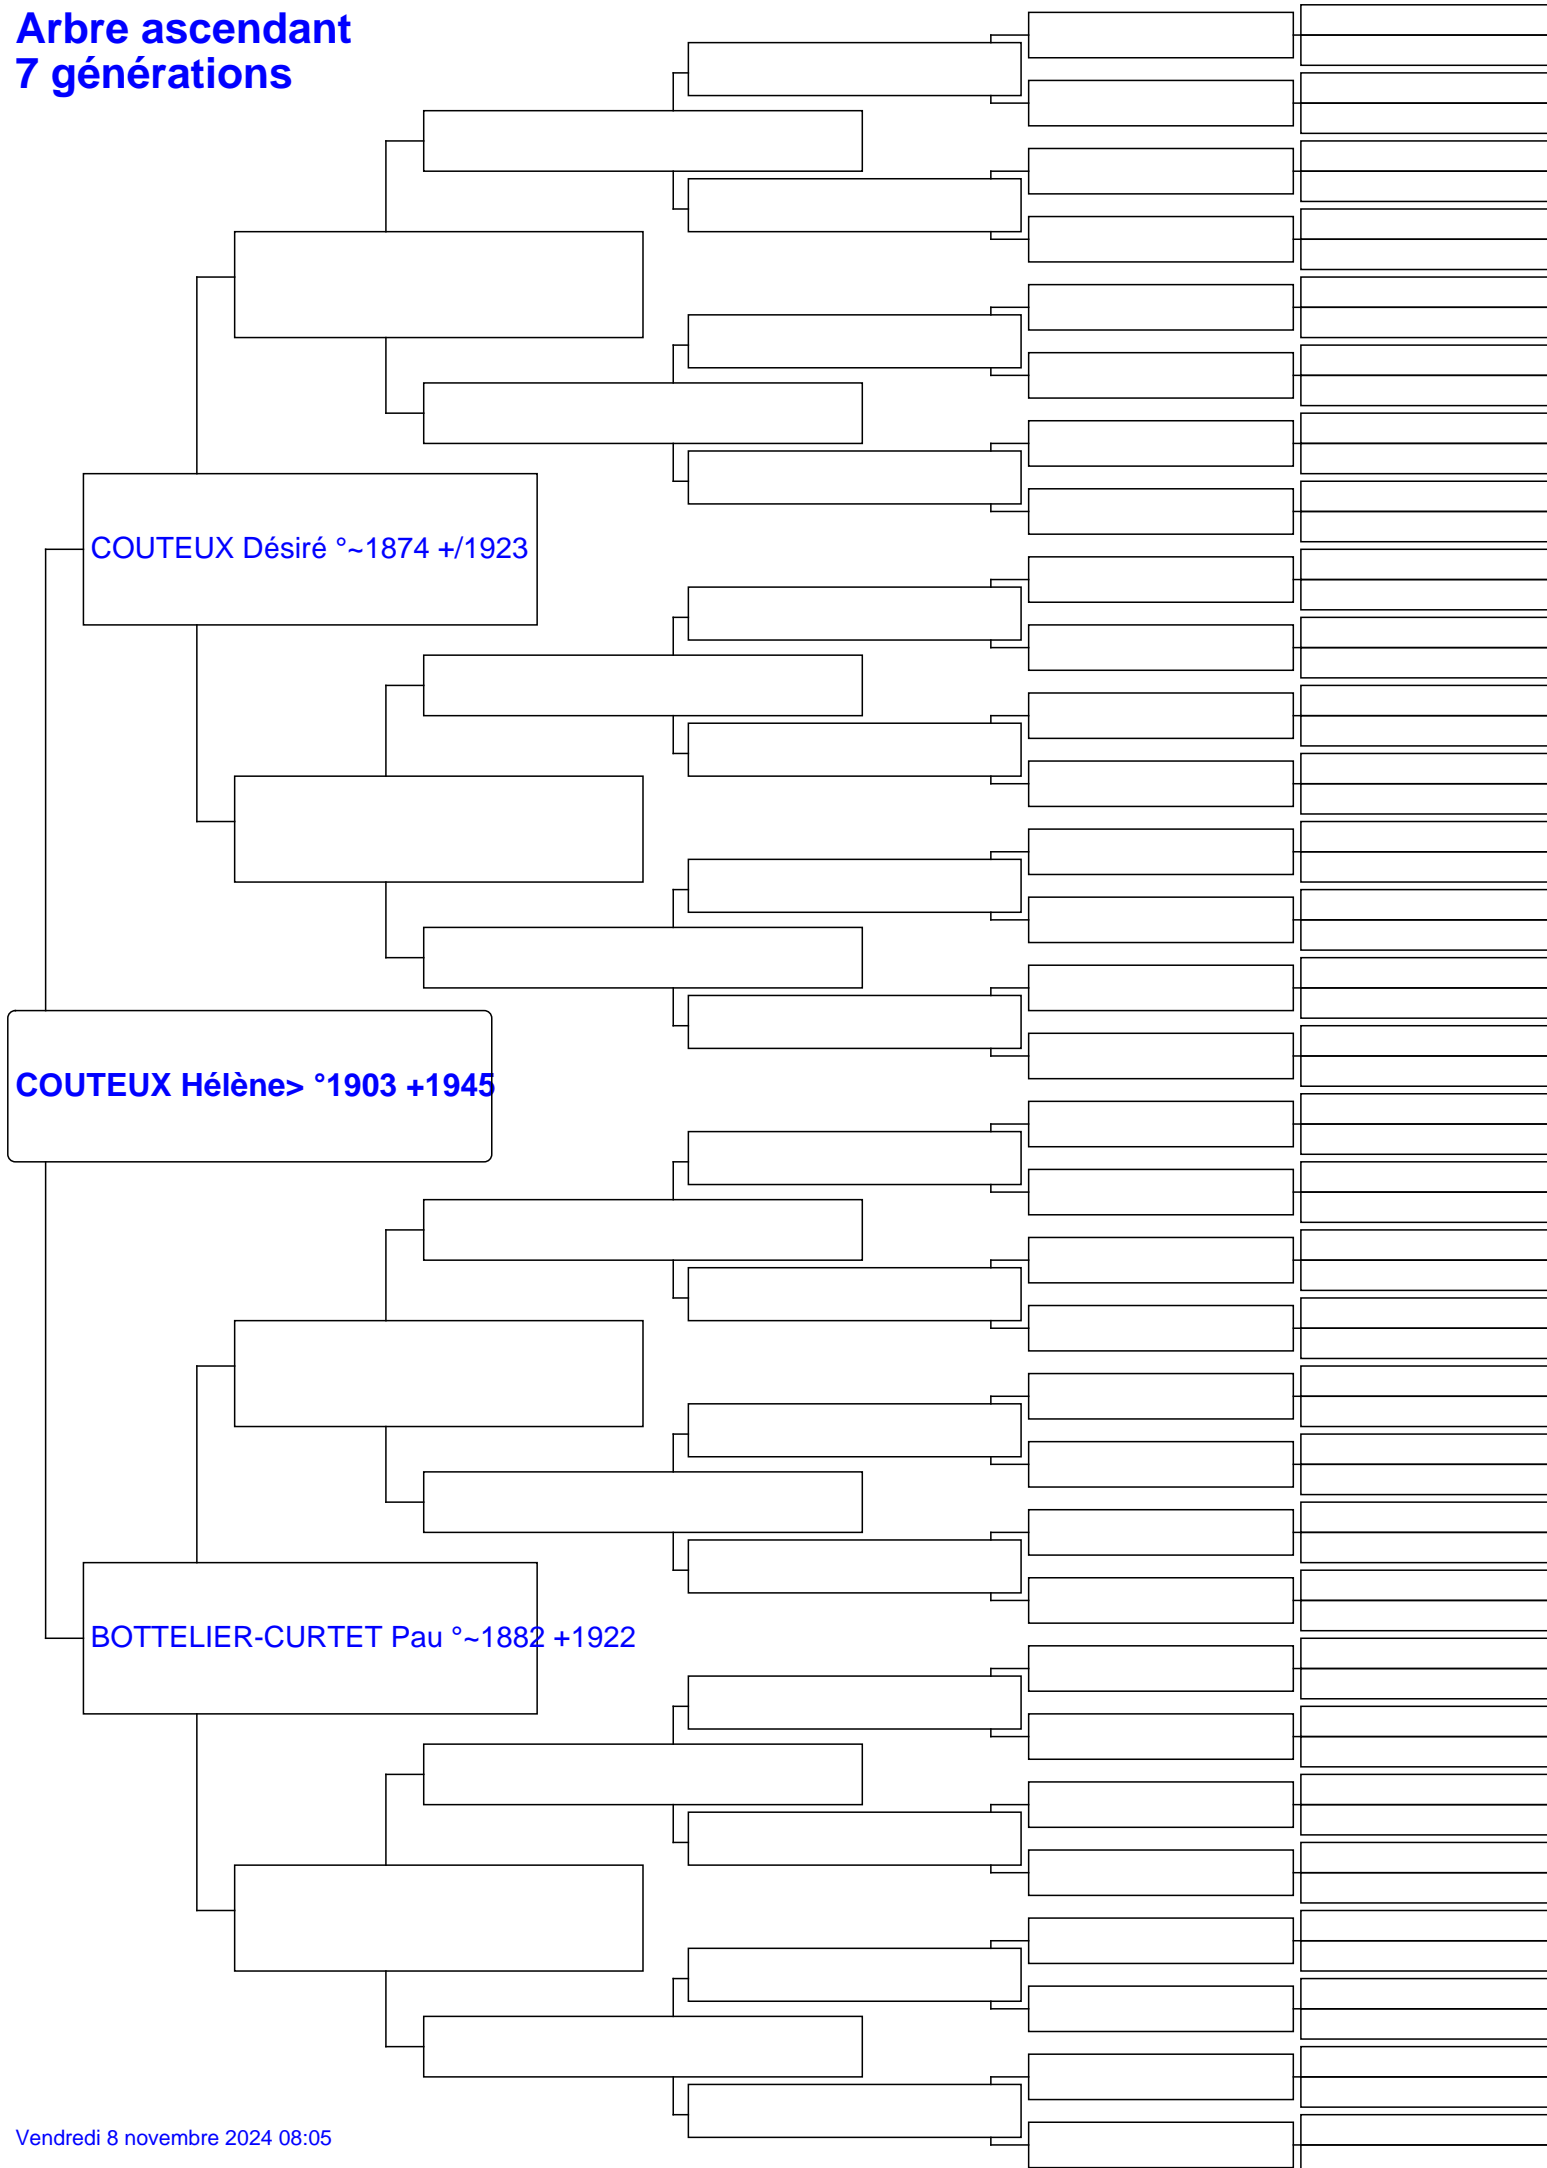 Arbre ascendant
7 générations
COUTEUX Désiré °~1874 +/1923
COUTEUX Hélène> °1903 +1945
BOTTELIER-CURTET Pau °~1882 +1922
Vendredi 8 novembre 2024 08:05